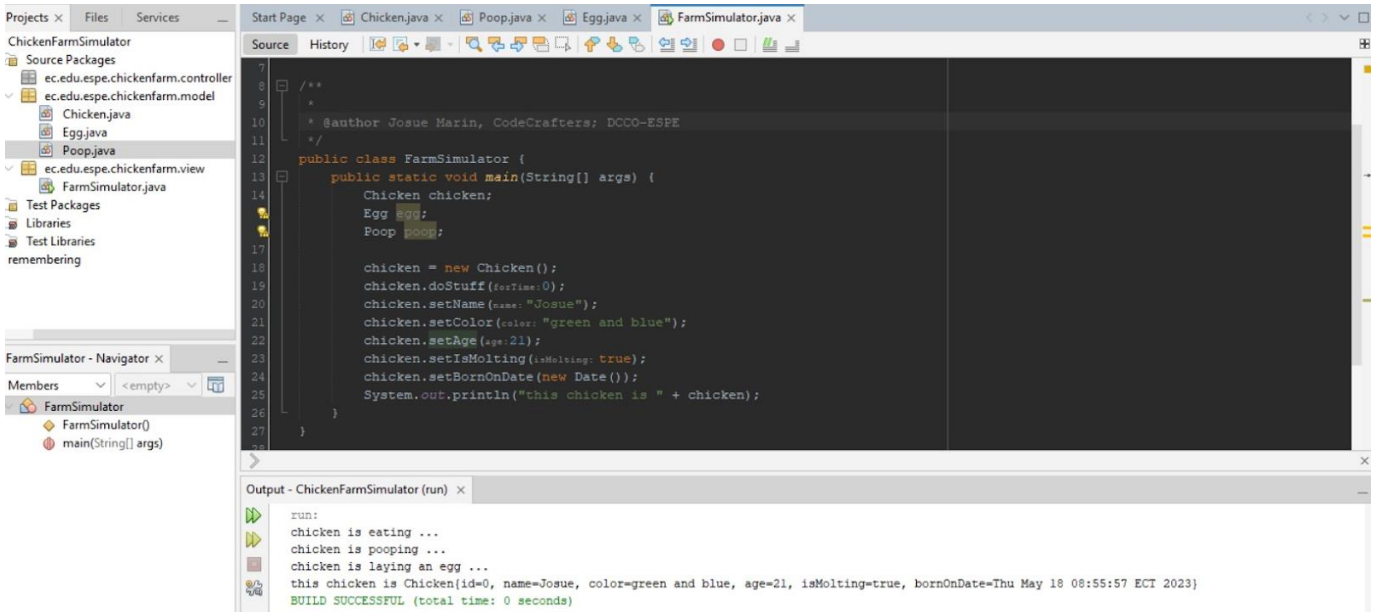 Projects × Files Services
ChickenFarmSimulator
Source Packages
ec.edu.espe.chickenfarm.controller
ec.edu.espe.chickenfarm.model
Chicken.java
Egg.java
Poop.java
ec.edu.espe.chickenfarm.view
FarmSimulator.java
Test Packages
Libraries
Test Libraries
remembering
FarmSimulator - Navigator ×
Members <empty>
FarmSimulator
FarmSimulator()
main(String[] args)
Start Page × Chicken.java × Poop.java × Egg.java × FarmSimulator.java ×
Source History
7
8 /**
9 *
10 * @author Josue Marin, CodeCrafters; DCCO-ESPE
11 */
12 public class FarmSimulator {
13 public static void main(String[] args) {
14 Chicken chicken;
Egg egg;
Poop poop;
17
18 chicken = new Chicken();
19 chicken.doStuff(forTime:0);
20 chicken.setName(name: "Josue");
21 chicken.setColor(color: "green and blue");
22 chicken.setAge(age:21);
23 chicken.setIsMolting(isMolting: true);
24 chicken.setBornOnDate(new Date());
25 System.out.println("this chicken is " + chicken);
26 }
27 }
28
Output - ChickenFarmSimulator (run) ×
run:
chicken is eating ...
chicken is pooping ...
chicken is laying an egg ...
this chicken is Chicken{id=0, name=Josue, color=green and blue, age=21, isMolting=true, bornOnDate=Thu May 18 08:55:57 ECT 2023}
BUILD SUCCESSFUL (total time: 0 seconds)